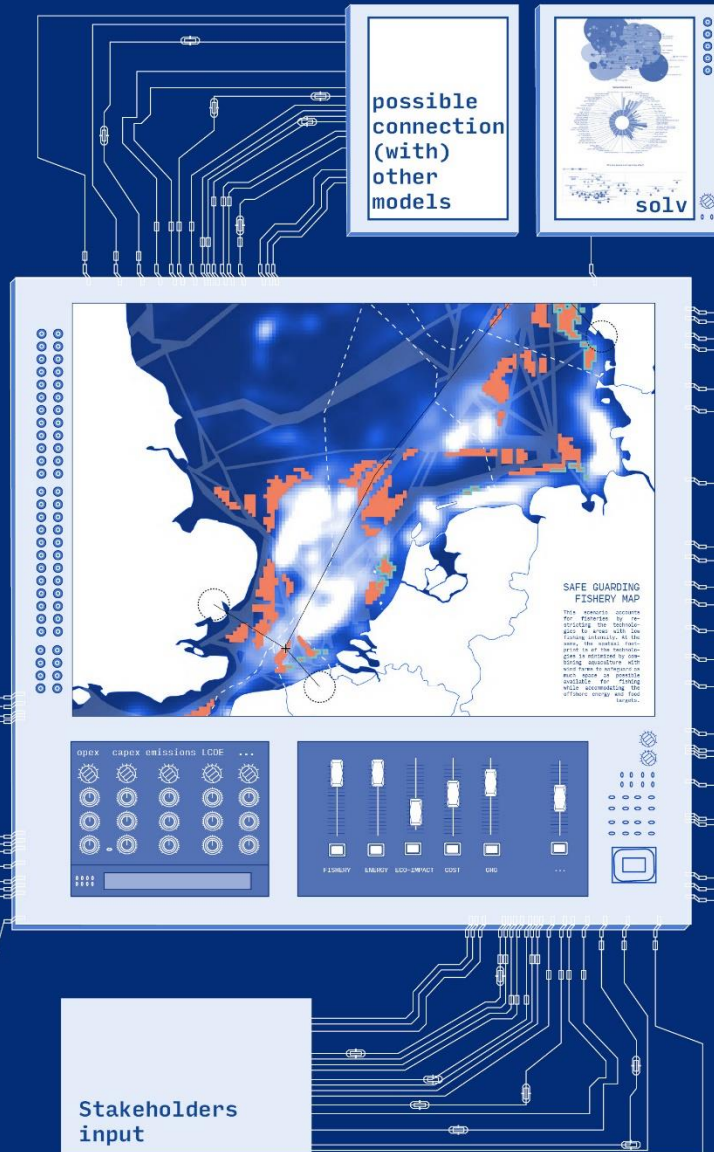 possible
connection
(with)
other
models
solv
SAFE GUARDING
FISHERY MAP
This scenario accounts
for fisheries by re-
stricting the technolo-
gies to areas with low
fishing intensity. At the
same, the spatial foot-
print is of the technolo-
gies is minimized by com-
bining aquaculture with
wind farms to safeguard as
much space as possible
available for fishing
while accommodating the
offshore energy and food
targets.
opex capex emissions LCOE ...
FISHERY ENERGY ECO-IMPACT COST GHG ...
Stakeholders
input